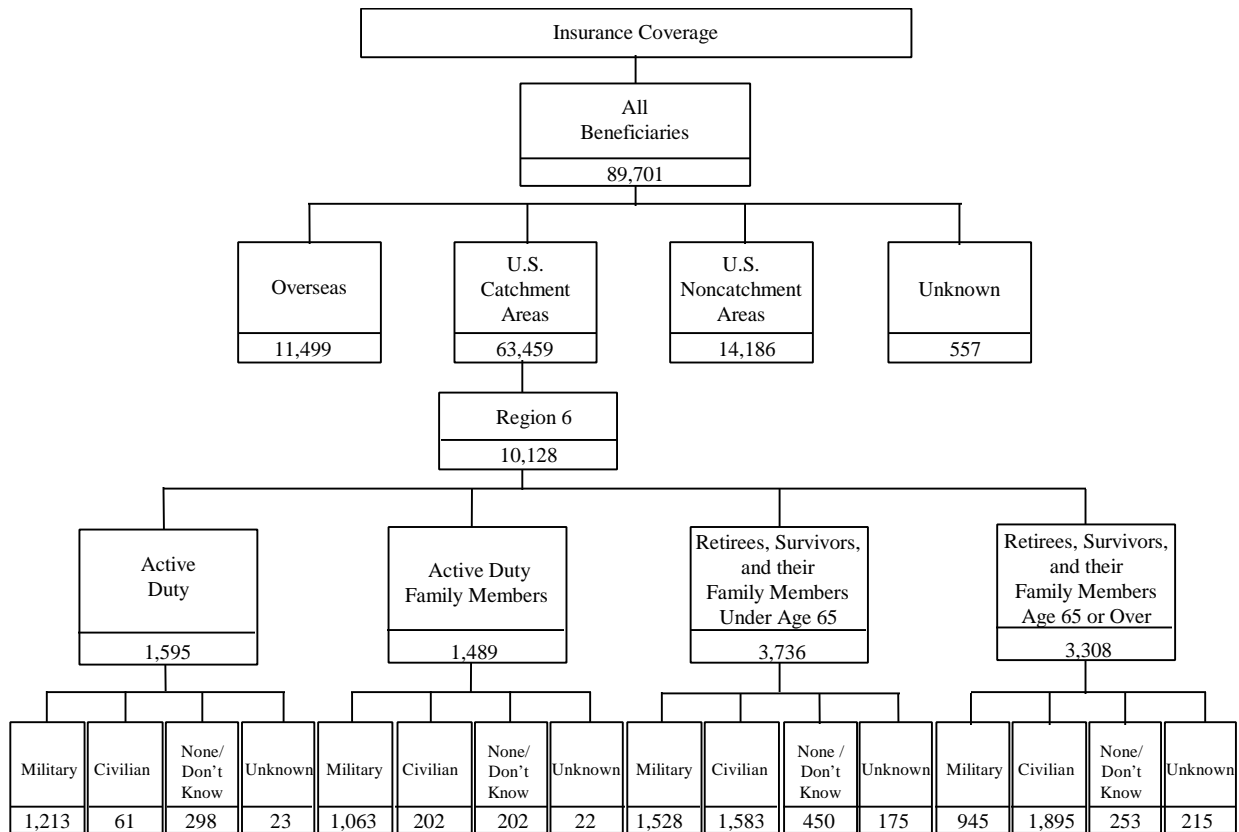 Insurance Coverage
All
Beneficiaries
89,701
Overseas
11,499
U.S.
Catchment
Areas
63,459
U.S.
Noncatchment
Areas
14,186
Unknown
557
Region 6
10,128
Active
Duty
1,595
Active Duty
Family Members
1,489
Retirees, Survivors,
and their
Family Members
Under Age 65
3,736
Retirees, Survivors,
and their
Family Members
Age 65 or Over
3,308
Military
1,213
Civilian
61
None/
Don't
Know
298
Unknown
23
Military
1,063
Civilian
202
None/
Don't
Know
202
Unknown
22
Military
1,528
Civilian
1,583
None /
Don't
Know
450
Unknown
175
Military
945
Civilian
1,895
None/
Don't
Know
253
Unknown
215